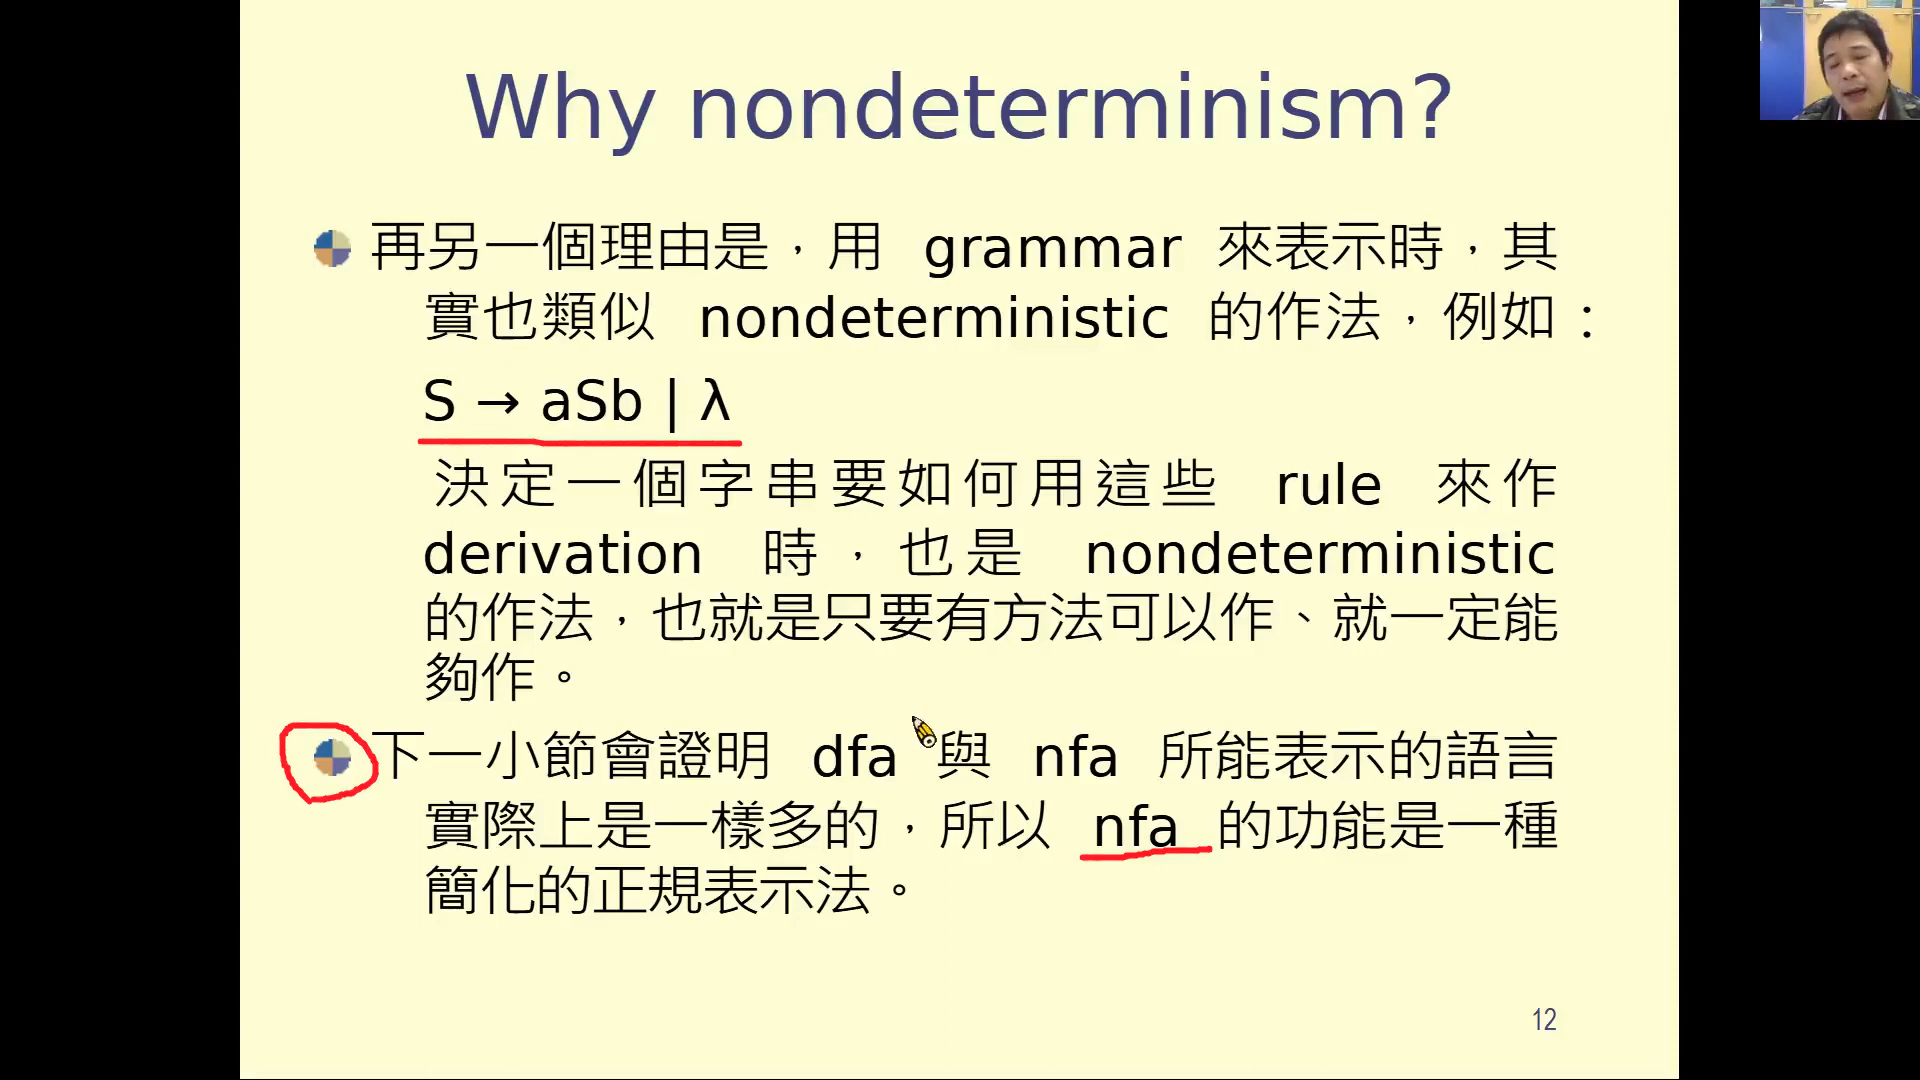 Why nondeterminism?
再另一個理由是，用 grammar 來表示時，其
實也類似 nondeterministic 的作法，例如：
S → aSb | λ
決定一個字串要如何用這些 rule 來作
derivation 時，也是 nondeterministic
的作法，也就是只要有方法可以作、就一定能
夠作。
下一小節會證明 dfa 與 nfa 所能表示的語言
實際上是一樣多的，所以 nfa 的功能是一種
簡化的正規表示法。
12